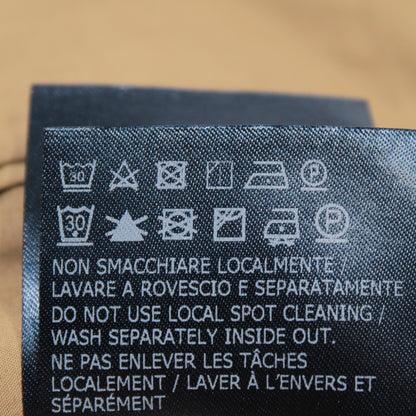 30 P
30 P
NON SMACCHIARE LOCALMENTE /
LAVARE A ROVESCIO E SEPARATAMENTE
DO NOT USE LOCAL SPOT CLEANING /
WASH SEPARATELY INSIDE OUT.
NE PAS ENLEVER LES TÂCHES
LOCALEMENT / LAVER À L'ENVERS ET
SÉPARÉMENT